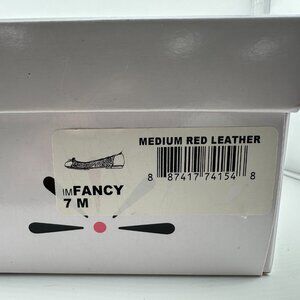 MEDIUM RED LEATHER
8 87417 74154 8
IMFANCY
7 M